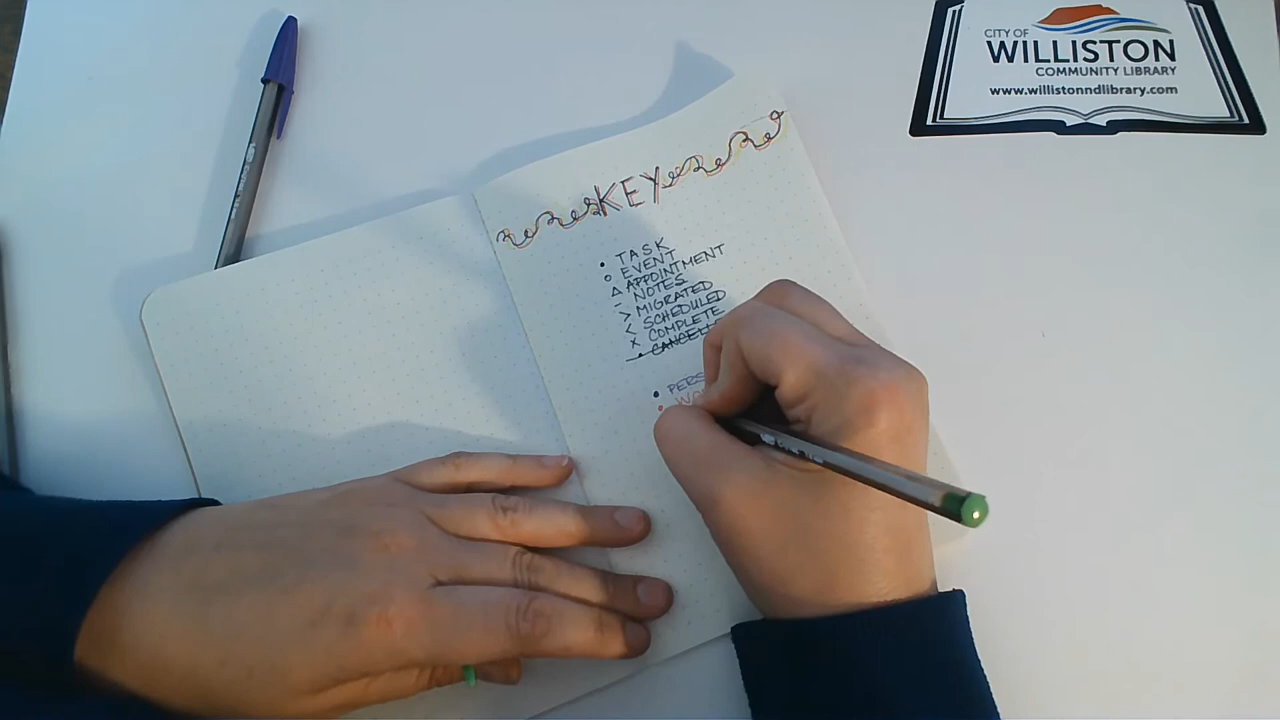 CITY OF
WILLISTON
COMMUNITY LIBRARY
www.willistonndlibrary.com
KEY
• TASK
○ EVENT
△ APPOINTMENT
– NOTES
> MIGRATED
< SCHEDULED
x COMPLETE